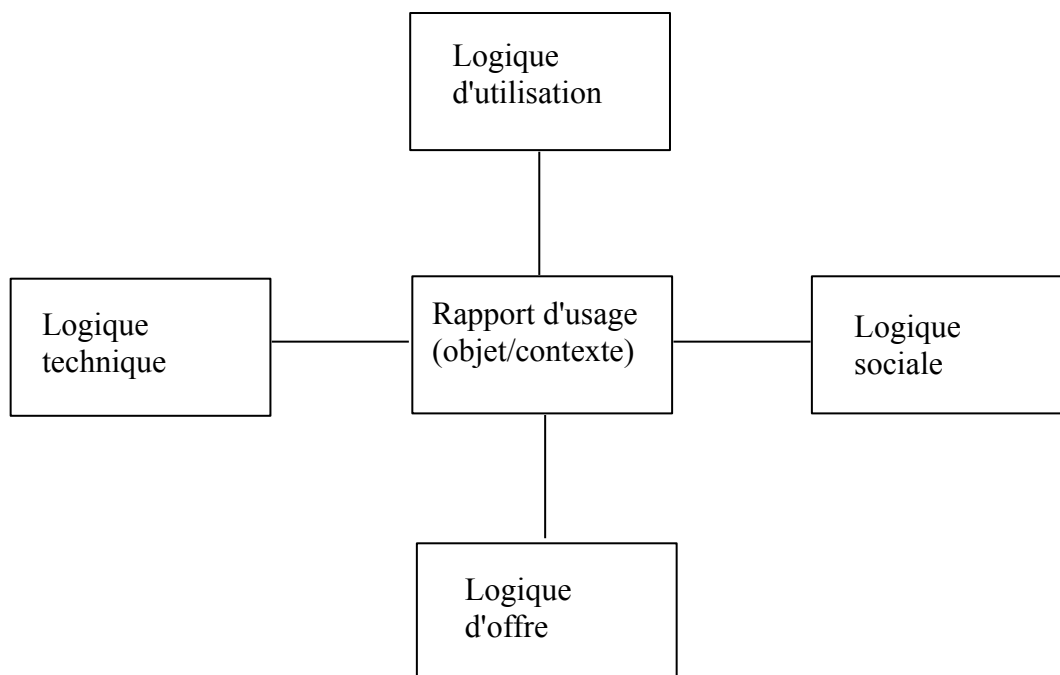 Logique
d'utilisation
Logique
technique
Rapport d'usage
(objet/contexte)
Logique
sociale
Logique
d'offre